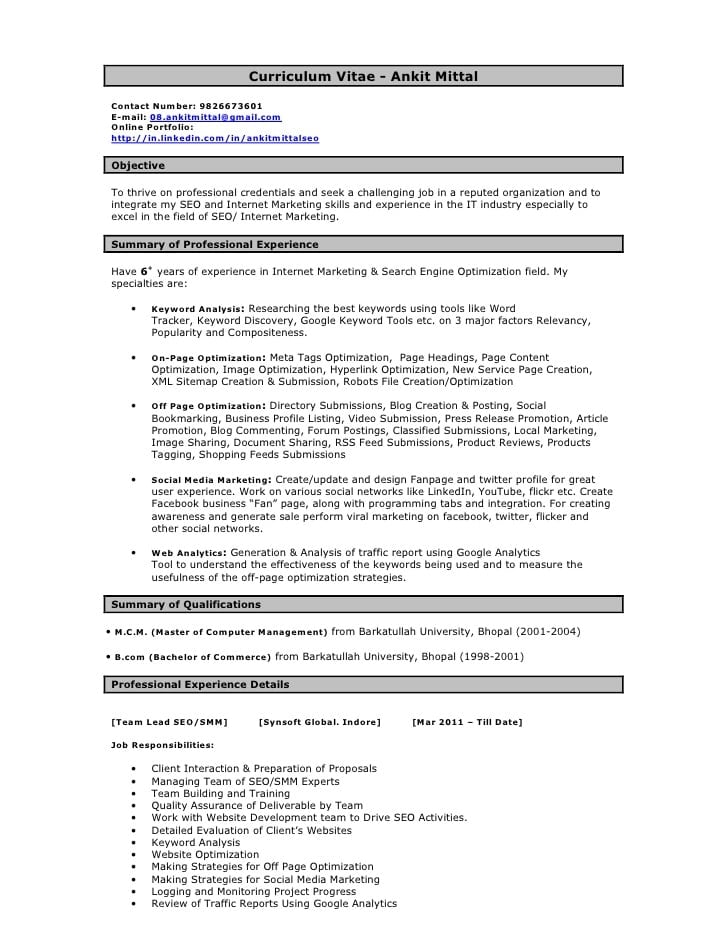 Curriculum Vitae - Ankit Mittal
Contact Number: 9826673601
E-mail: 08.ankitmittal@gmail.com
Online Portfolio:
http://in.linkedin.com/in/ankitmittalseo
Objective
To thrive on professional credentials and seek a challenging job in a reputed organization and to
integrate my SEO and Internet Marketing skills and experience in the IT industry especially to
excel in the field of SEO/ Internet Marketing.
Summary of Professional Experience
Have 6+ years of experience in Internet Marketing & Search Engine Optimization field. My
specialties are:
• Keyword Analysis: Researching the best keywords using tools like Word
Tracker, Keyword Discovery, Google Keyword Tools etc. on 3 major factors Relevancy,
Popularity and Compositeness.
• On-Page Optimization: Meta Tags Optimization, Page Headings, Page Content
Optimization, Image Optimization, Hyperlink Optimization, New Service Page Creation,
XML Sitemap Creation & Submission, Robots File Creation/Optimization
• Off Page Optimization: Directory Submissions, Blog Creation & Posting, Social
Bookmarking, Business Profile Listing, Video Submission, Press Release Promotion, Article
Promotion, Blog Commenting, Forum Postings, Classified Submissions, Local Marketing,
Image Sharing, Document Sharing, RSS Feed Submissions, Product Reviews, Products
Tagging, Shopping Feeds Submissions
• Social Media Marketing: Create/update and design Fanpage and twitter profile for great
user experience. Work on various social networks like LinkedIn, YouTube, flickr etc. Create
Facebook business “Fan” page, along with programming tabs and integration. For creating
awareness and generate sale perform viral marketing on facebook, twitter, flicker and
other social networks.
• Web Analytics: Generation & Analysis of traffic report using Google Analytics
Tool to understand the effectiveness of the keywords being used and to measure the
usefulness of the off-page optimization strategies.
Summary of Qualifications
• M.C.M. (Master of Computer Management) from Barkatullah University, Bhopal (2001-2004)
• B.com (Bachelor of Commerce) from Barkatullah University, Bhopal (1998-2001)
Professional Experience Details
[Team Lead SEO/SMM] [Synsoft Global. Indore] [Mar 2011 – Till Date]
Job Responsibilities:
• Client Interaction & Preparation of Proposals
• Managing Team of SEO/SMM Experts
• Team Building and Training
• Quality Assurance of Deliverable by Team
• Work with Website Development team to Drive SEO Activities.
• Detailed Evaluation of Client’s Websites
• Keyword Analysis
• Website Optimization
• Making Strategies for Off Page Optimization
• Making Strategies for Social Media Marketing
• Logging and Monitoring Project Progress
• Review of Traffic Reports Using Google Analytics